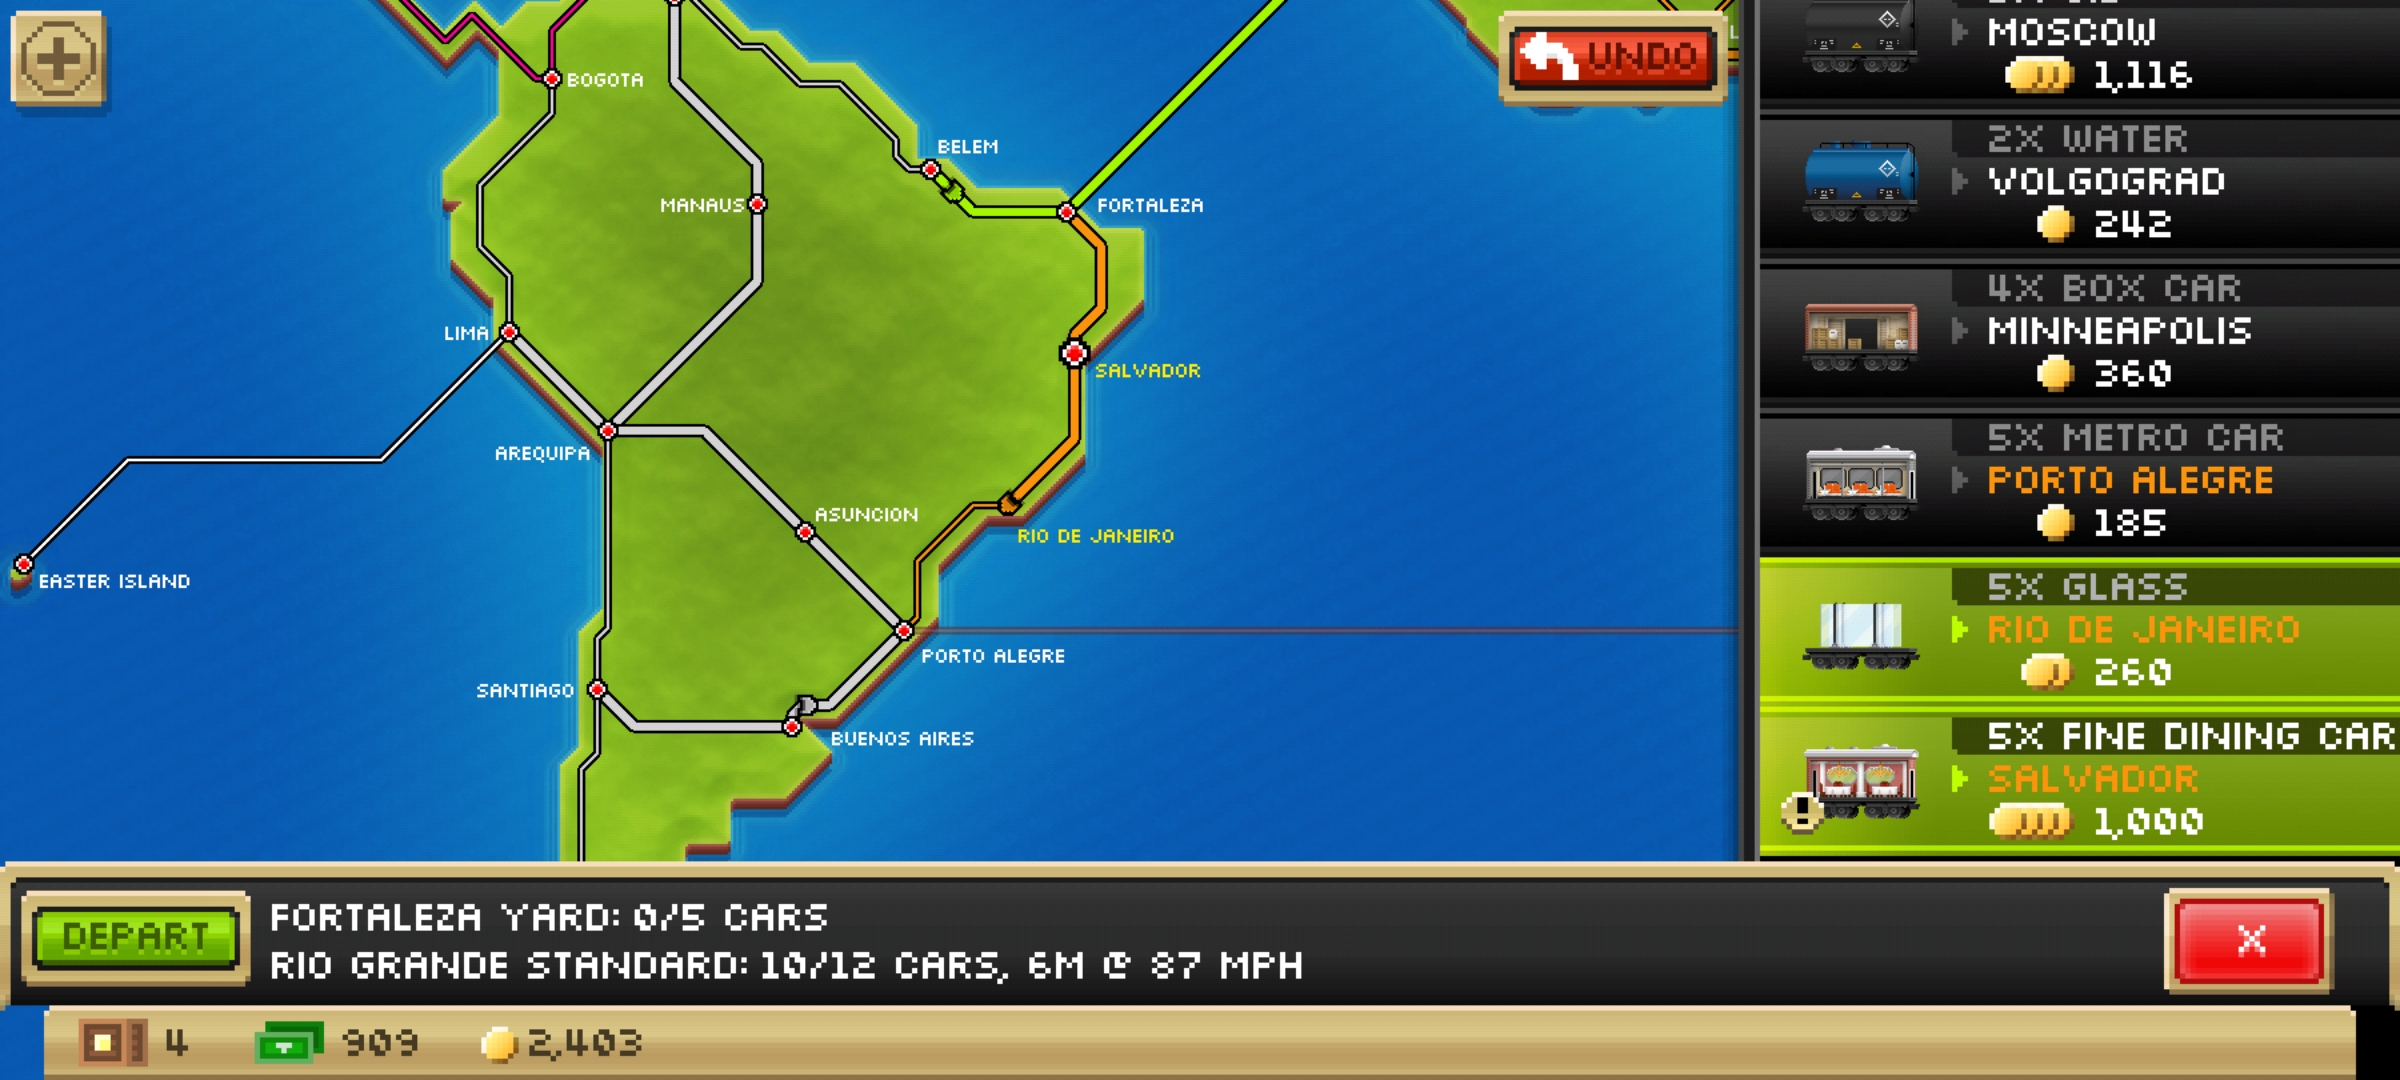 BOGOTA
BELEM
MANAUS
FORTALEZA
LIMA
SALVADOR
AREQUIPA
ASUNCION
RIO DE JANEIRO
EASTER ISLAND
PORTO ALEGRE
SANTIAGO
BUENOS AIRES
UNDO
MOSCOW
1,116
2X WATER
VOLGOGRAD
242
4X BOX CAR
MINNEAPOLIS
360
5X METRO CAR
PORTO ALEGRE
185
5X GLASS
RIO DE JANEIRO
260
5X FINE DINING CAR
SALVADOR
1,000
DEPART
FORTALEZA YARD: 0/5 CARS
RIO GRANDE STANDARD: 10/12 CARS, 6M @ 87 MPH
X
4
909
2,403